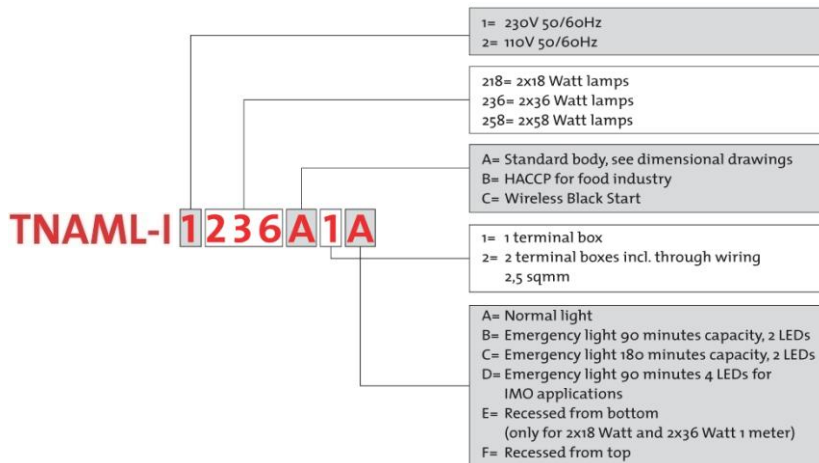 1= 230V 50/60Hz
2= 110V 50/60Hz
218= 2x18 Watt lamps
236= 2x36 Watt lamps
258= 2x58 Watt lamps
A= Standard body, see dimensional drawings
B= HACCP for food industry
C= Wireless Black Start
TNAML-I 1 236 A 1 A
1= 1 terminal box
2= 2 terminal boxes incl. through wiring
2,5 sqmm
A= Normal light
B= Emergency light 90 minutes capacity, 2 LEDs
C= Emergency light 180 minutes capacity, 2 LEDs
D= Emergency light 90 minutes 4 LEDs for
IMO applications
E= Recessed from bottom
(only for 2x18 Watt and 2x36 Watt 1 meter)
F= Recessed from top